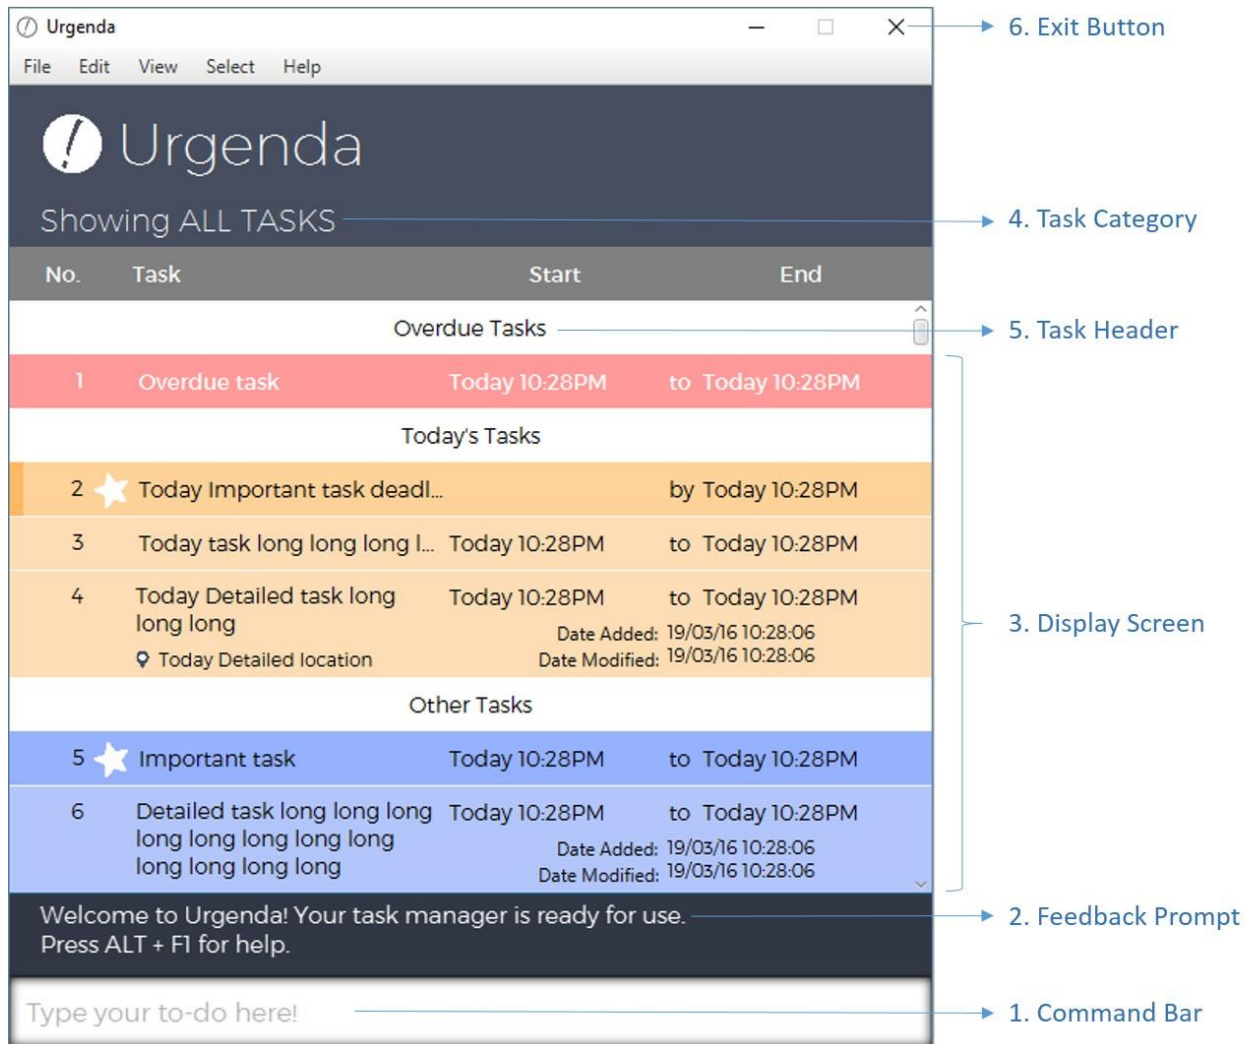 Urgenda
6. Exit Button
File Edit View Select Help
Urgenda
Showing ALL TASKS
4. Task Category
No. Task Start End
Overdue Tasks
5. Task Header
1 Overdue task Today 10:28PM to Today 10:28PM
Today's Tasks
2 Today Important task deadl... by Today 10:28PM
3 Today task long long long l... Today 10:28PM to Today 10:28PM
4 Today Detailed task long Today 10:28PM to Today 10:28PM
long long
Date Added: 19/03/16 10:28:06
Today Detailed location
Date Modified: 19/03/16 10:28:06
3. Display Screen
Other Tasks
5 Important task Today 10:28PM to Today 10:28PM
6 Detailed task long long long Today 10:28PM to Today 10:28PM
long long long long long
Date Added: 19/03/16 10:28:06
long long long long
Date Modified: 19/03/16 10:28:06
Welcome to Urgenda! Your task manager is ready for use.
2. Feedback Prompt
Press ALT + F1 for help.
Type your to-do here!
1. Command Bar